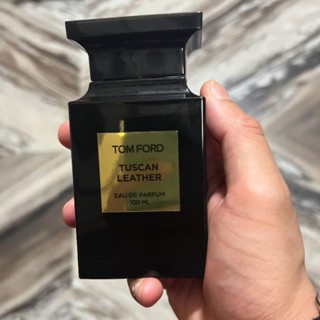 TOM FORD
TUSCAN
LEATHER
EAU DE PARFUM
100 ML